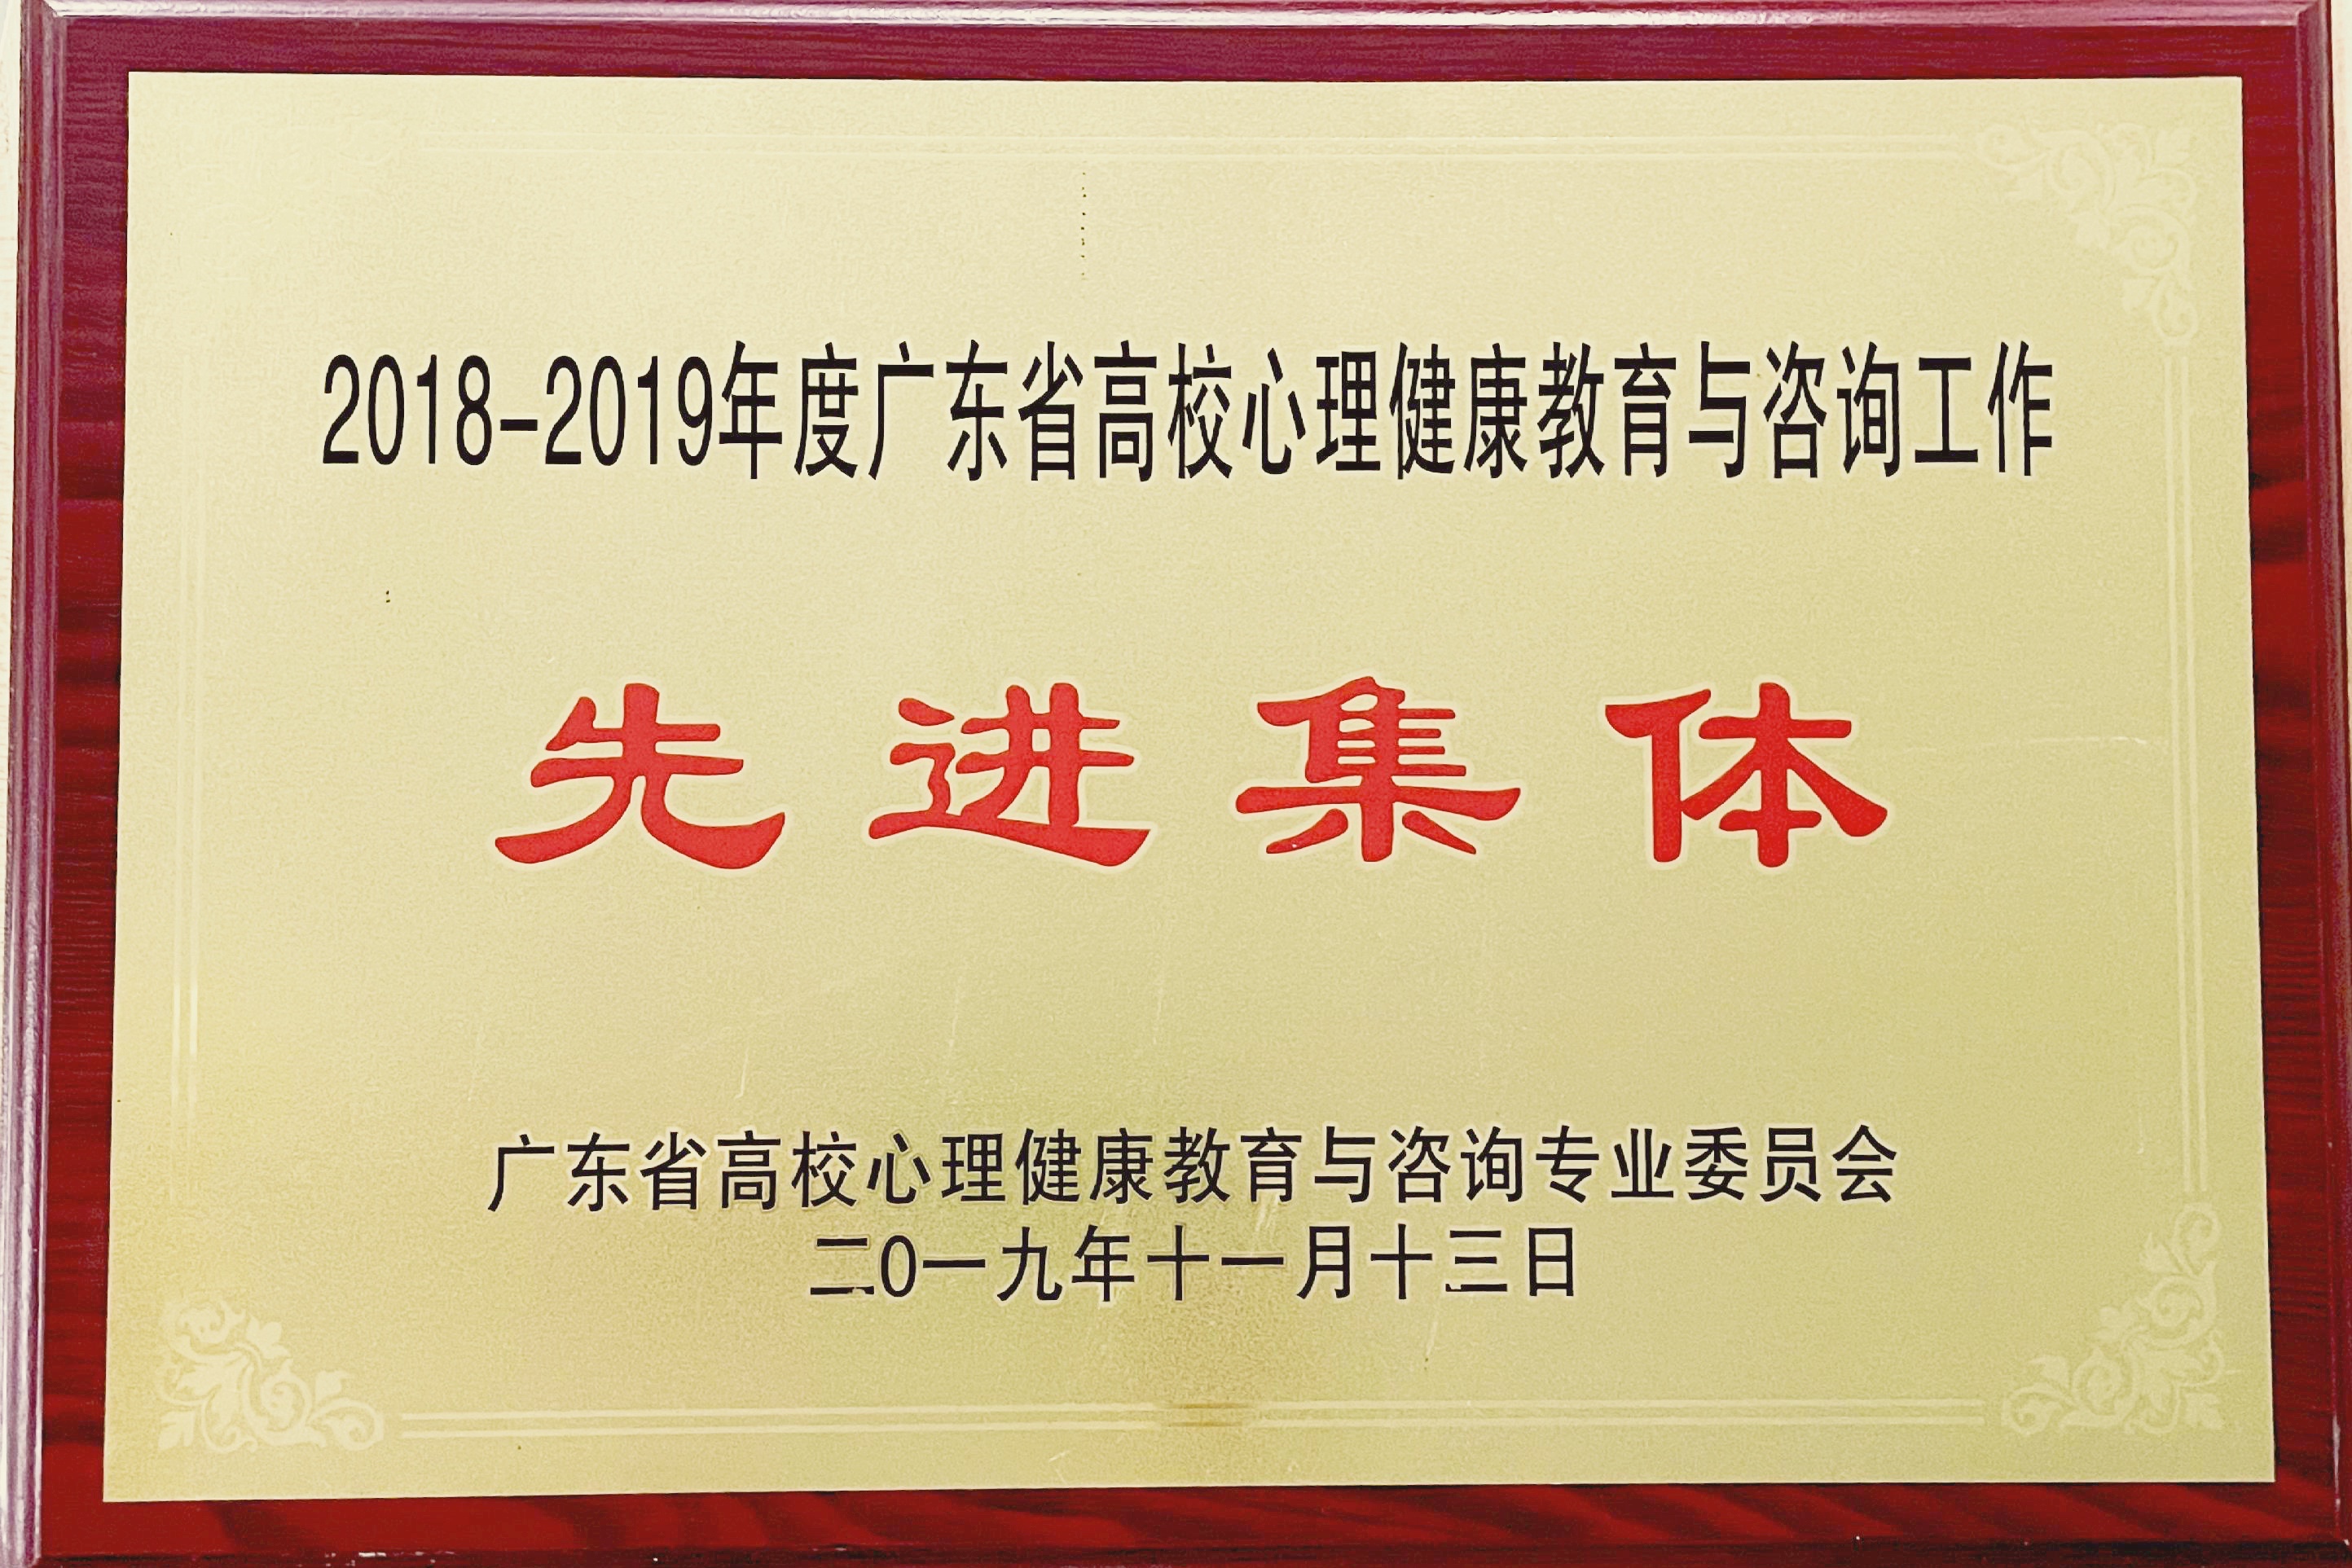 2018-2019年度广东省高校心理健康教育与咨询工作
先进集体
广东省高校心理健康教育与咨询专业委员会
二0一九年十一月十三日